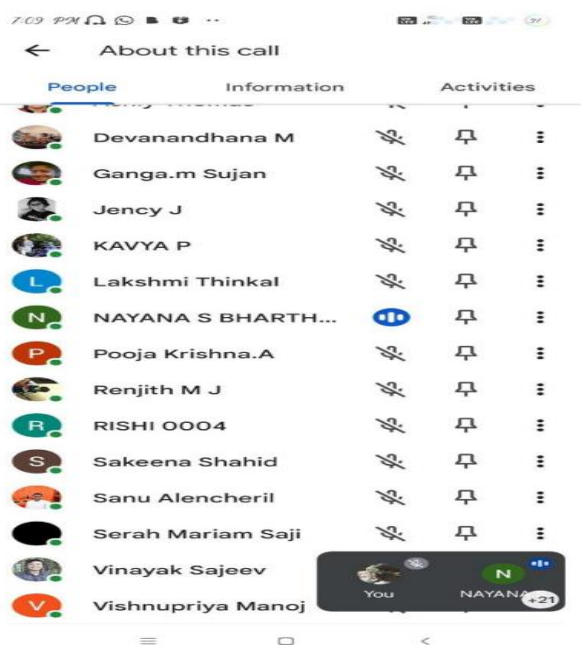 7:09 PM
About this call
People Information Activities
Devanandhana M
Ganga.m Sujan
Jency J
KAVYA P
L Lakshmi Thinkal
N NAYANA S BHARTH...
P Pooja Krishna.A
Renjith M J
R RISHI 0004
S Sakeena Shahid
Sanu Alencheril
Serah Mariam Saji
Vinayak Sajeev
N
You NAYANA
+21
V Vishnupriya Manoj